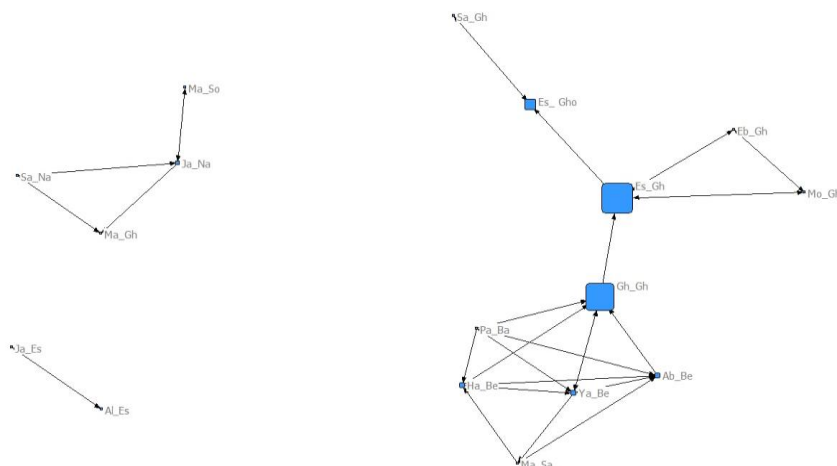 Sa_Gh
Ma_So
Es_ Gho
Eb_Gh
Ja_Na
Sa_Na
Es_Gh
Mo_Gh
Ma_Gh
Gh_Gh
Pa_Ba
Ja_Es
Ab_Be
Ha_Be
Ya_Be
Al_Es
Ma_Sa